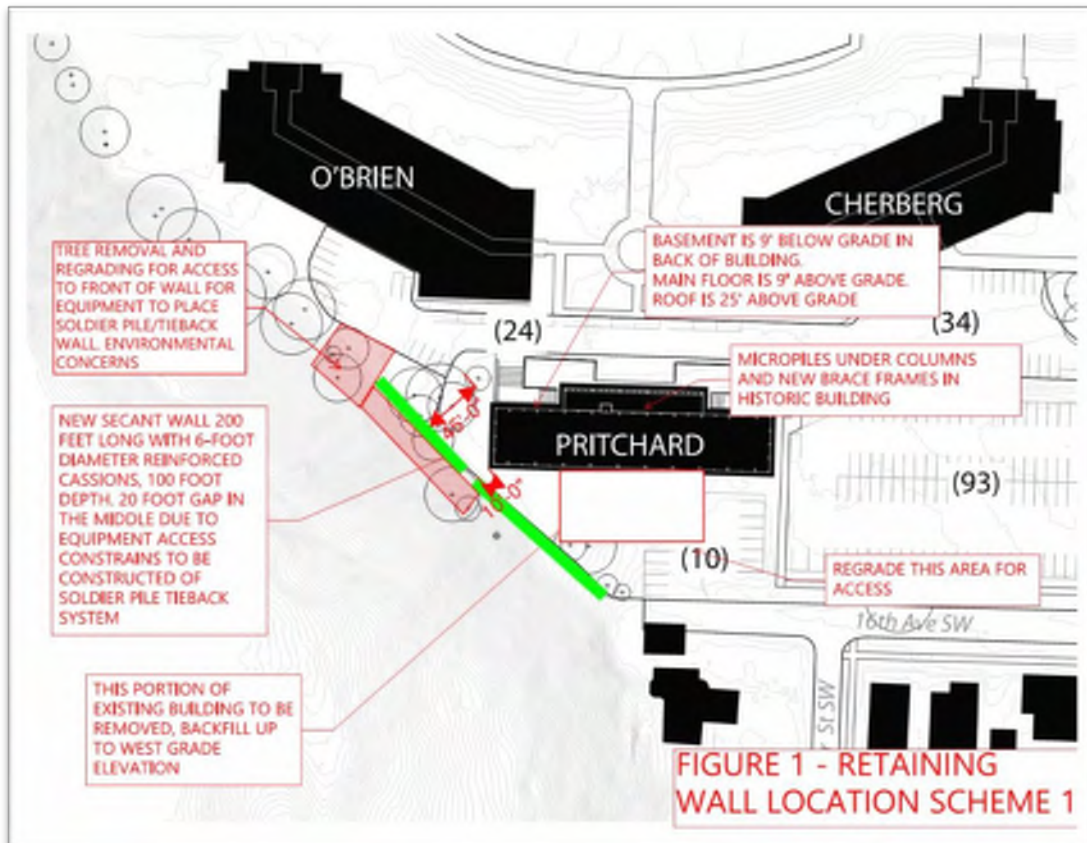 O'BRIEN
CHERBERG
TREE REMOVAL AND
REGRADING FOR ACCESS
TO FRONT OF WALL FOR
EQUIPMENT TO PLACE
SOLDIER PILE/TIEBACK
WALL. ENVIRONMENTAL
CONCERNS
BASEMENT IS 9' BELOW GRADE IN
BACK OF BUILDING.
MAIN FLOOR IS 9' ABOVE GRADE.
ROOF IS 25' ABOVE GRADE
(24)
(34)
MICROPILES UNDER COLUMNS
AND NEW BRACE FRAMES IN
HISTORIC BUILDING
NEW SECANT WALL 200
FEET LONG WITH 6-FOOT
DIAMETER REINFORCED
CASSIONS, 100 FOOT
DEPTH. 20 FOOT GAP IN
THE MIDDLE DUE TO
EQUIPMENT ACCESS
CONSTRAINS TO BE
CONSTRUCTED OF
SOLDIER PILE TIEBACK
SYSTEM
PRITCHARD
(93)
(10)
REGRADE THIS AREA FOR
ACCESS
16th Ave SW
St SW
THIS PORTION OF
EXISTING BUILDING TO BE
REMOVED, BACKFILL UP
TO WEST GRADE
ELEVATION
FIGURE 1 - RETAINING
WALL LOCATION SCHEME 1